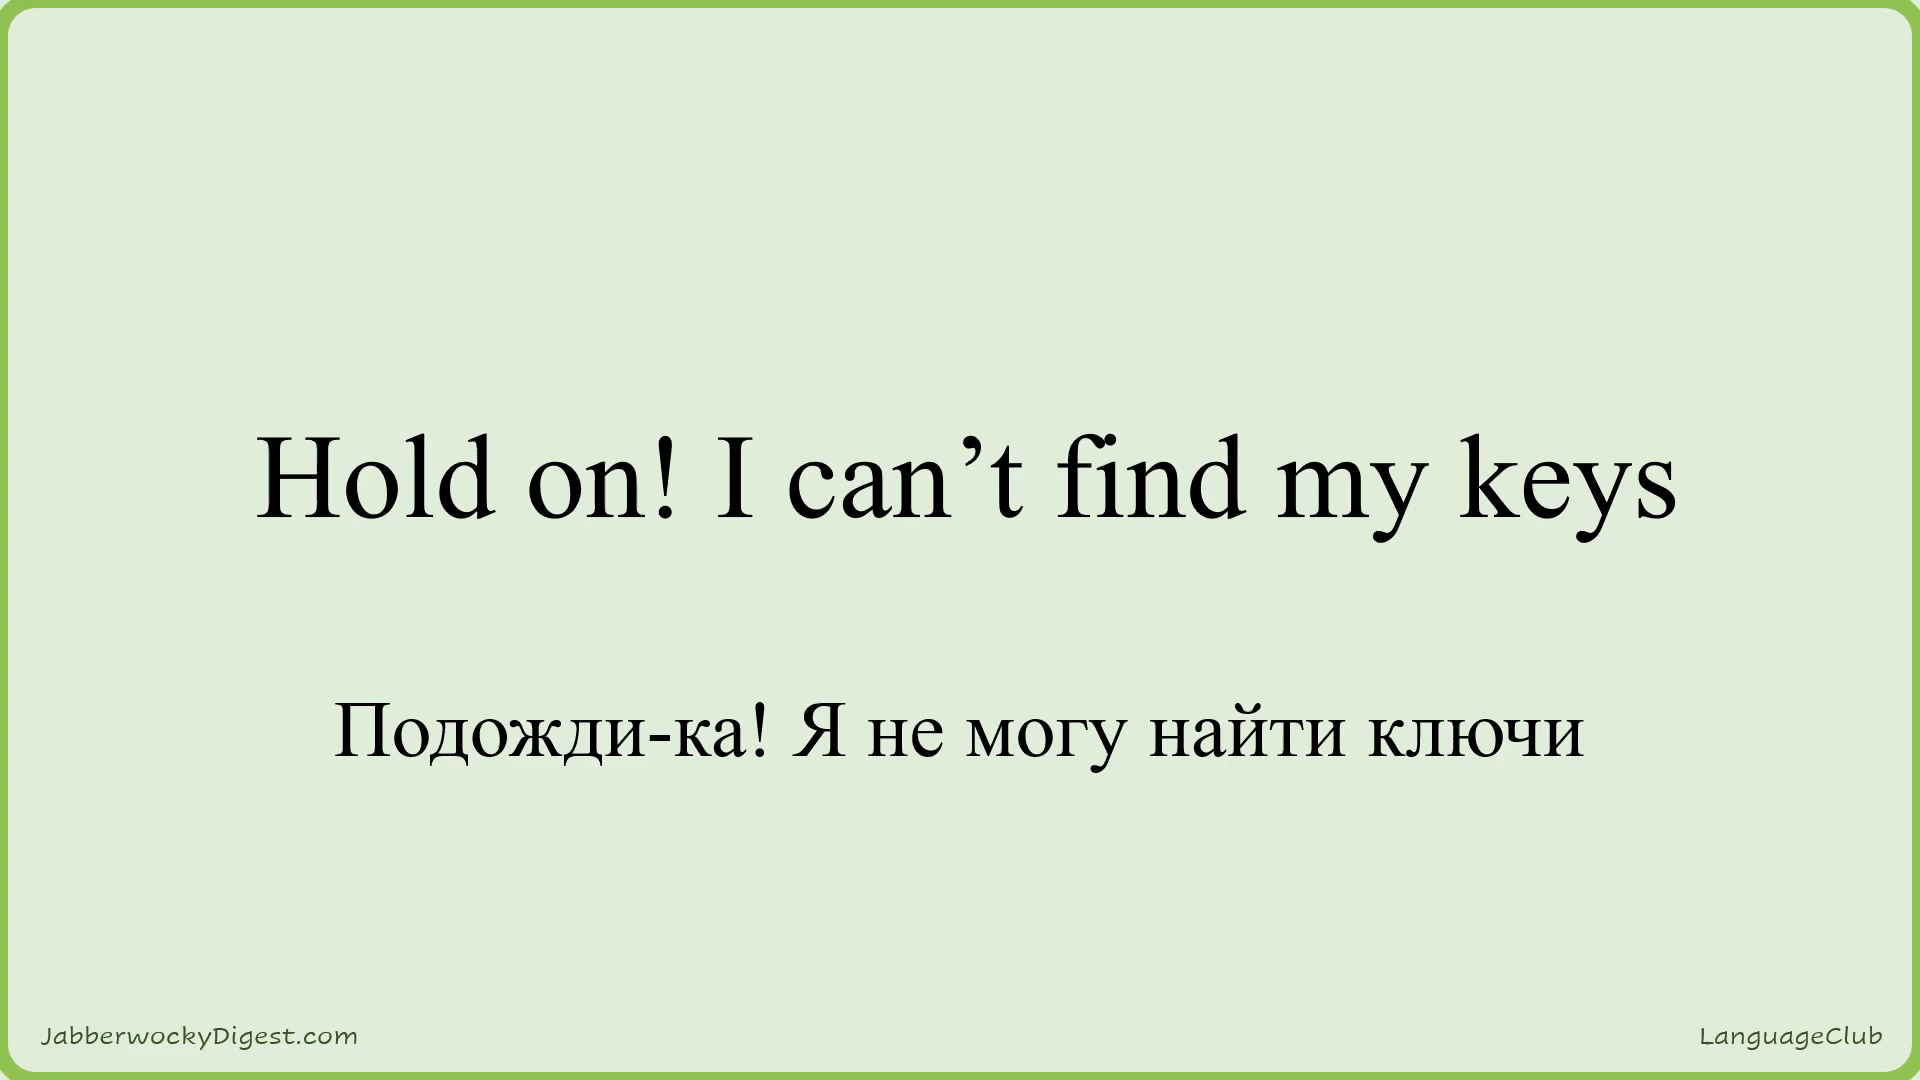 Hold on! I can’t find my keys
Подожди-ка! Я не могу найти ключи
JabberwockyDigest.com
LanguageClub